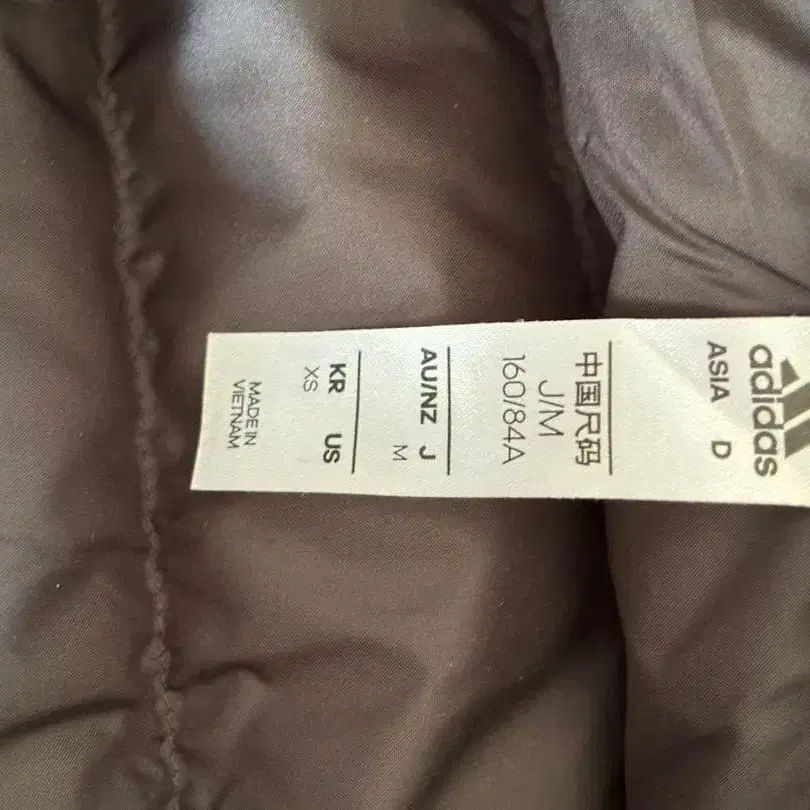 adidas
ASIA D
中国尺码
J/M
160/84A
AU/NZ J
M
KR US
XS
MADE IN
VIETNAM